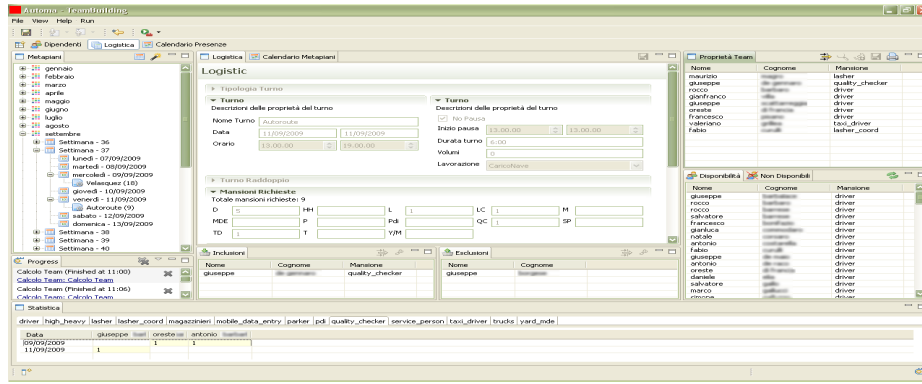 Automa - TeamBuilding
File View Help Run
Dipendenti Logistica Calendario Presenze
Metapiani
gennaio
febbraio
marzo
aprile
maggio
giugno
luglio
agosto
settembre
Settimana - 36
Settimana - 37
lunedì - 07/09/2009
martedì - 08/09/2009
mercoledì - 09/09/2009
Velasquez (18)
giovedì - 10/09/2009
venerdì - 11/09/2009
Autoroute (9)
sabato - 12/09/2009
domenica - 13/09/2009
Settimana - 38
Settimana - 39
Settimana - 40
Progress
Calcolo Team (Finished at 11:00)
Calcolo Team: Calcolo Team
Calcolo Team (Finished at 11:06)
Calcolo Team: Calcolo Team
Logistica Calendario Metapiani
Logistic
Tipologia Turno
Turno
Descrizioni delle proprietà del turno
Nome Turno Autoroute
Data 11/09/2009 11/09/2009
Orario 13.00.00 19.00.00
Turno
Descrizioni delle proprietà del turno
No Pausa
Inizio pausa 13.00.00 13.00.00
Durata turno 6:00
Volumi 0
Lavorazione CaricoNave
Turno Raddoppio
Mansioni Richieste
Totale mansioni richieste: 9
D 5 HH L 1 LC 1 M
MDE P Pdi QC 1 SP
TD 1 T Y/M
Inclusioni
Nome Cognome Mansione
giuseppe quality_checker
Esclusioni
Nome Cognome
giuseppe
Proprietà Team
Nome Cognome Mansione
maurizio lasher
giuseppe quality_checker
rocco driver
gianfranco driver
giuseppe driver
oreste driver
francesco driver
valeriano taxi_driver
fabio lasher_coord
Disponibilità Non Disponibili
Nome Cognome Mansione
giuseppe driver
rocco driver
rocco driver
salvatore driver
francesco driver
gianluca driver
natale driver
antonio driver
fabio driver
giuseppe driver
antonio driver
oreste driver
daniele driver
salvatore driver
marco driver
simone driver
Statistica
driver high_heavy lasher lasher_coord magazzinieri mobile_data_entry parker pdi quality_checker service_person taxi_driver trucks yard_mde
Data giuseppe oreste antonio
09/09/2009 1 1
11/09/2009 1